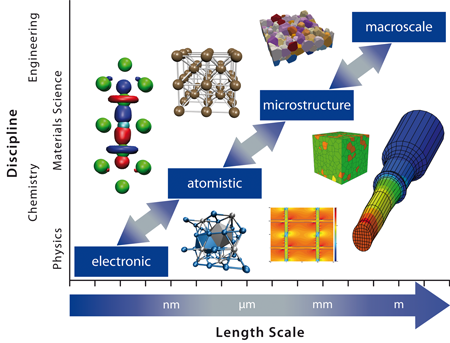 macroscale
microstructure
atomistic
electronic
Discipline
Engineering
Materials Science
Chemistry
Physics
nm
µm
mm
m
Length Scale